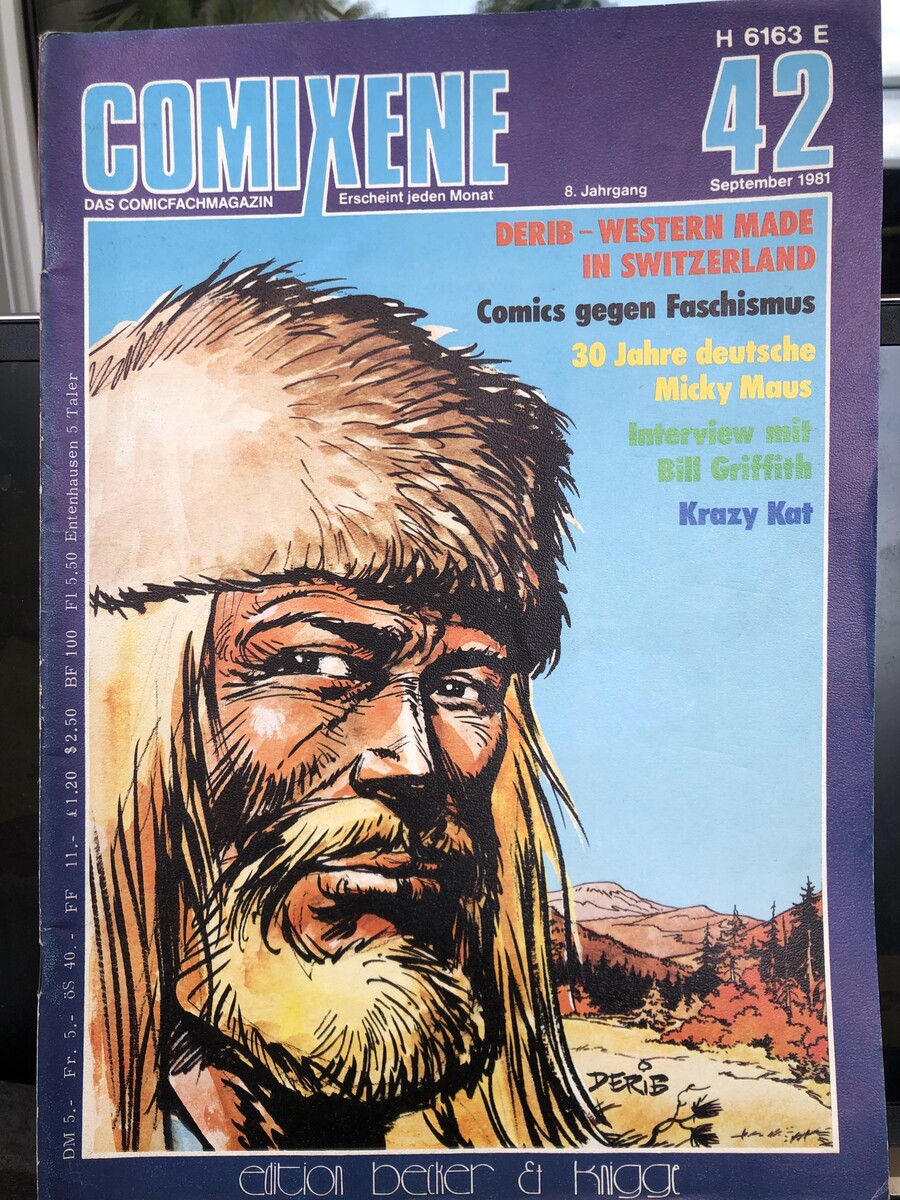 H 6163 E
COMIXENE
42
DAS COMICFACHMAGAZIN
Erscheint jeden Monat
8. Jahrgang
September 1981
DERIB – WESTERN MADE
IN SWITZERLAND
Comics gegen Faschismus
30 Jahre deutsche
Micky Maus
Interview mit
Bill Griffith
Krazy Kat
DM 5.- Fr. 5.- öS 40.- FF 11.- £ 1.20 $ 2.50 BF 100 Fl 5.50 Entenhausen 5 Taler
DERIB
edition becker & knigge